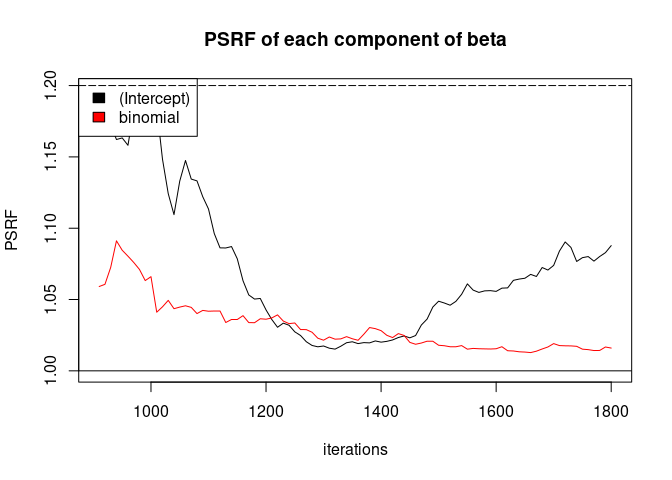 PSRF of each component of beta
PSRF
1.20
1.15
1.10
1.05
1.00
(Intercept)
binomial
1000 1200 1400 1600 1800
iterations